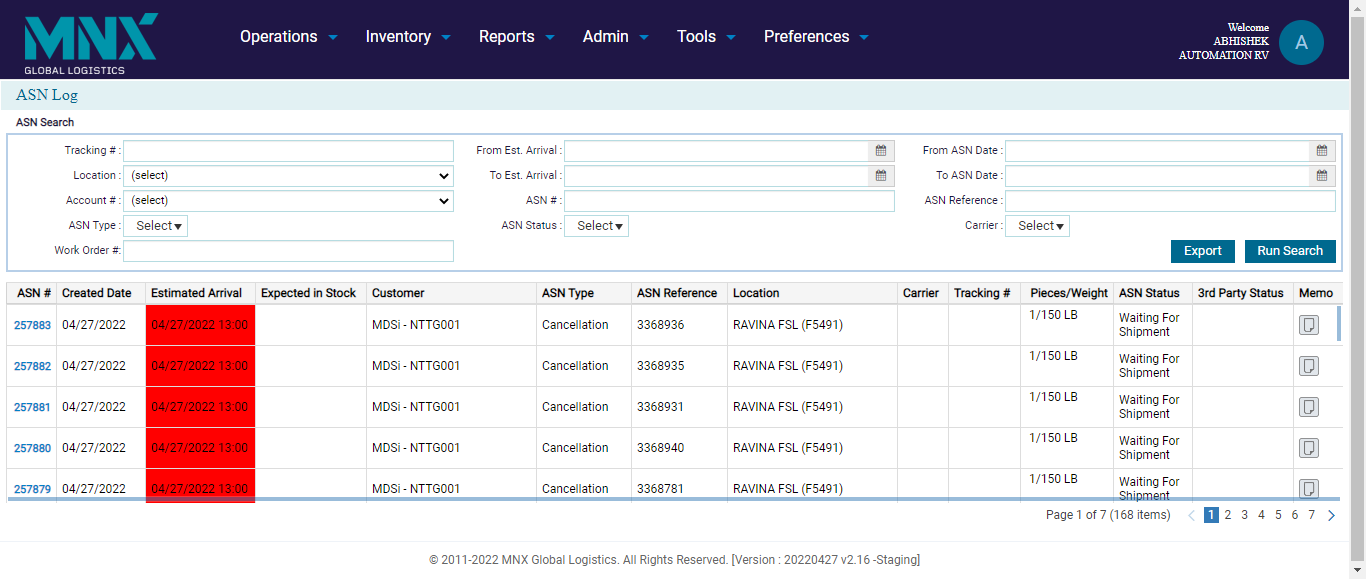 MNX
GLOBAL LOGISTICS
Operations Inventory Reports Admin Tools Preferences
Welcome
ABHISHEK
AUTOMATION RV
A
ASN Log
ASN Search
Tracking # : From Est. Arrival : From ASN Date :
Location : (select) To Est. Arrival : To ASN Date :
Account # : (select) ASN # : ASN Reference :
ASN Type : Select ASN Status : Select Carrier : Select
Work Order #: Export Run Search
ASN # Created Date Estimated Arrival Expected in Stock Customer ASN Type ASN Reference Location Carrier Tracking # Pieces/Weight ASN Status 3rd Party Status Memo
257883 04/27/2022 04/27/2022 13:00 MDSi - NTTG001 Cancellation 3368936 RAVINA FSL (F5491) 1/150 LB Waiting For
Shipment
257882 04/27/2022 04/27/2022 13:00 MDSi - NTTG001 Cancellation 3368935 RAVINA FSL (F5491) 1/150 LB Waiting For
Shipment
257881 04/27/2022 04/27/2022 13:00 MDSi - NTTG001 Cancellation 3368931 RAVINA FSL (F5491) 1/150 LB Waiting For
Shipment
257880 04/27/2022 04/27/2022 13:00 MDSi - NTTG001 Cancellation 3368940 RAVINA FSL (F5491) 1/150 LB Waiting For
Shipment
257879 04/27/2022 04/27/2022 13:00 MDSi - NTTG001 Cancellation 3368781 RAVINA FSL (F5491) 1/150 LB Waiting For
Shipment
Page 1 of 7 (168 items) 1 2 3 4 5 6 7
© 2011-2022 MNX Global Logistics. All Rights Reserved. [Version : 20220427 v2.16 -Staging]